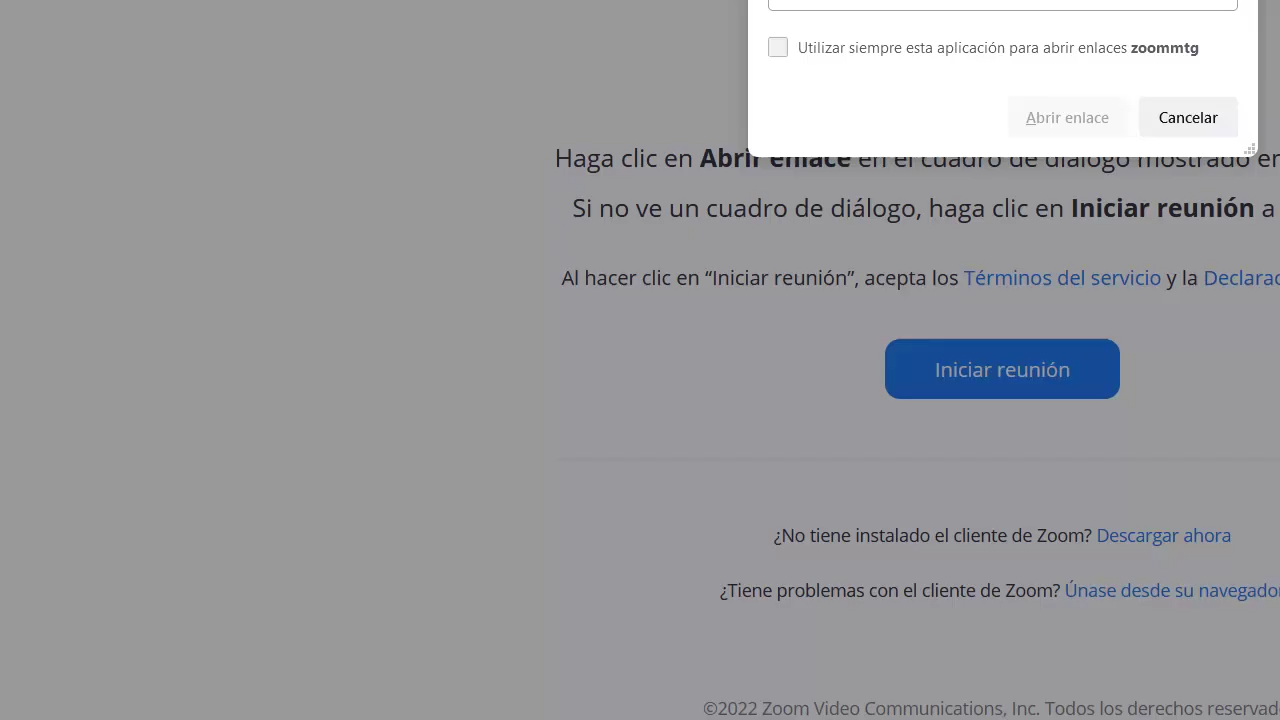 Utilizar siempre esta aplicación para abrir enlaces zoommtg
Abrir enlace
Cancelar
Haga clic en Abrir enlace en el cuadro de diálogo mostrado
Si no ve un cuadro de diálogo, haga clic en Iniciar reunión a
Al hacer clic en “Iniciar reunión”, acepta los Términos del servicio y la
Iniciar reunión
¿No tiene instalado el cliente de Zoom? Descargar ahora
¿Tiene problemas con el cliente de Zoom? Únase desde su navegador
©2022 Zoom Video Communications, Inc. Todos los derechos